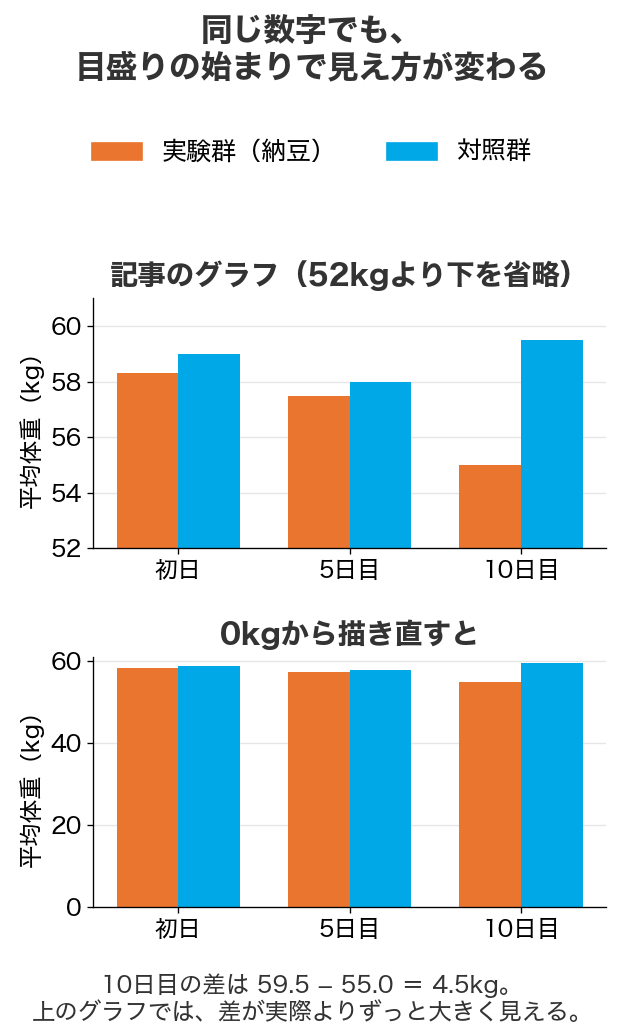 同じ数字でも、
目盛りの始まりで見え方が変わる
実験群（納豆） 対照群
記事のグラフ（52kgより下を省略）
平均体重（kg）
60
58
56
54
52
初日 5日目 10日目
0kgから描き直すと
平均体重（kg）
60
40
20
0
初日 5日目 10日目
10日目の差は 59.5 − 55.0 ＝ 4.5kg。
上のグラフでは、差が実際よりずっと大きく見える。